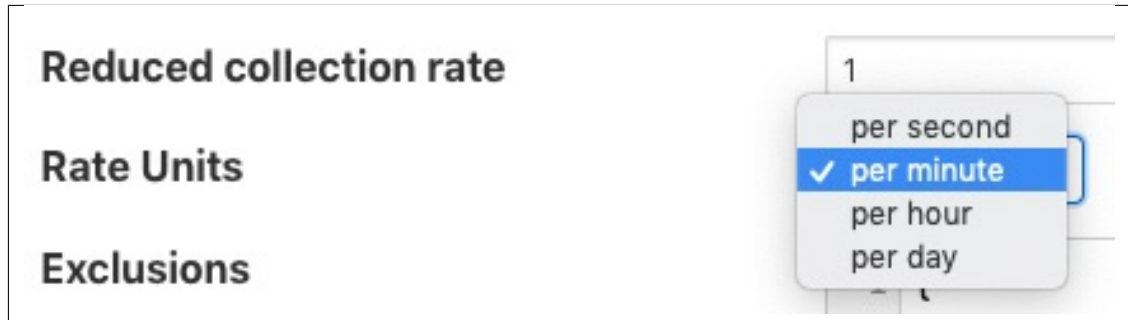 Reduced collection rate
1
Rate Units
per second
✓ per minute
per hour
per day
Exclusions